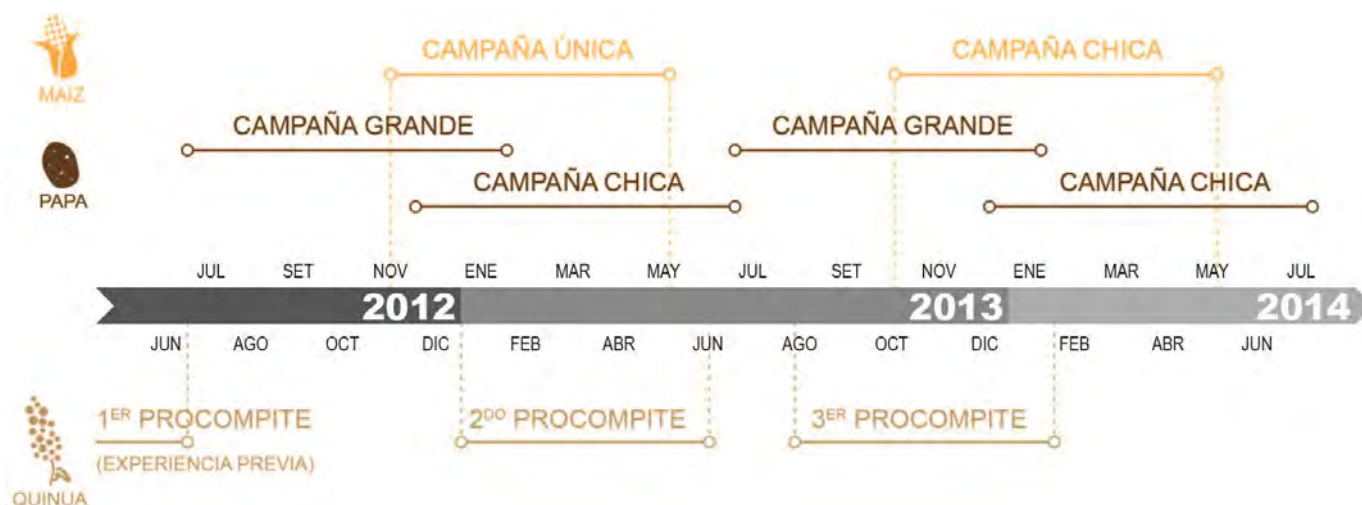 CAMPAÑA ÚNICA CAMPAÑA CHICA
MAIZ
CAMPAÑA GRANDE CAMPAÑA GRANDE
PAPA
CAMPAÑA CHICA CAMPAÑA CHICA
JUL SET NOV ENE MAR MAY JUL SET NOV ENE MAR MAY JUL
2012 2013 2014
JUN AGO OCT DIC FEB ABR JUN AGO OCT DIC FEB ABR JUN
1ER PROCOMPITE 2DO PROCOMPITE 3ER PROCOMPITE
(EXPERIENCIA PREVIA)
QUINUA